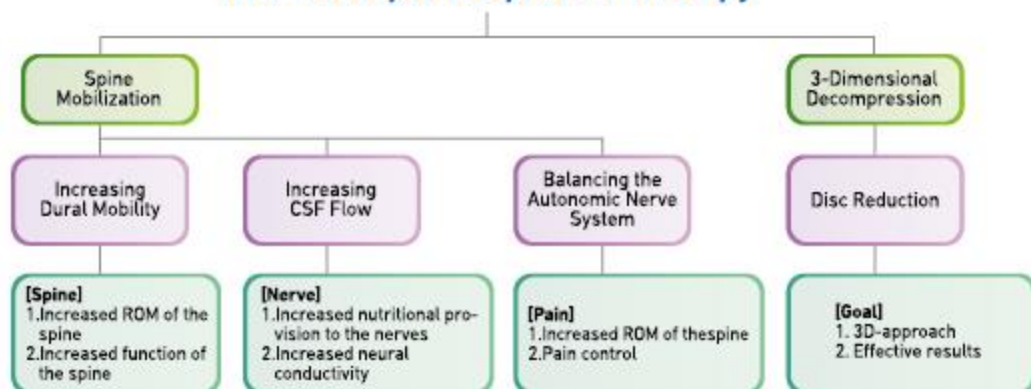 Spine
Mobilization
3-Dimensional
Decompression
Increasing
Dural Mobility
Increasing
CSF Flow
Balancing the
Autonomic Nerve
System
Disc Reduction
[Spine]
1.Increased ROM of the
spine
2.Increased function of
the spine
[Nerve]
1.Increased nutritional pro-
vision to the nerves
2.Increased neural
conductivity
[Pain]
1.Increased ROM of thespine
2.Pain control
[Goal]
1. 3D-approach
2. Effective results